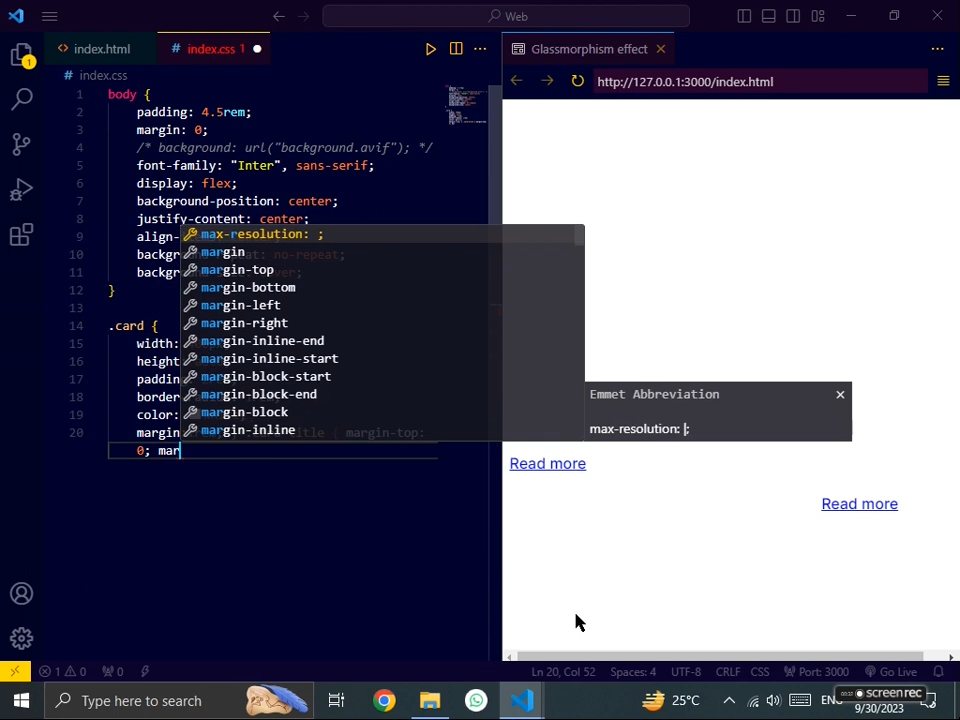 Web
index.html
# index.css 1
Glassmorphism effect
# index.css
http://127.0.0.1:3000/index.html
1 body {
2 padding: 4.5rem;
3 margin: 0;
4 /* background: url("background.avif"); */
5 font-family: "Inter", sans-serif;
6 display: flex;
7 background-position: center;
8 justify-content: center;
9 align-
10 backgr
11 backgr
12 }
13
14 .card {
15 width:
16 height
17 paddin
18 border
19 color:
20 margin
0; mar
max-resolution: ;
margin
margin-top
margin-bottom
margin-left
margin-right
margin-inline-end
margin-inline-start
margin-block-start
margin-block-end
margin-block
margin-inline
Emmet Abbreviation
max-resolution: |;
Read more
Read more
1 0 0 Ln 20, Col 52 Spaces: 4 UTF-8 CRLF CSS Port: 3000 Go Live
Type here to search
25°C
screenrec
9/30/2023